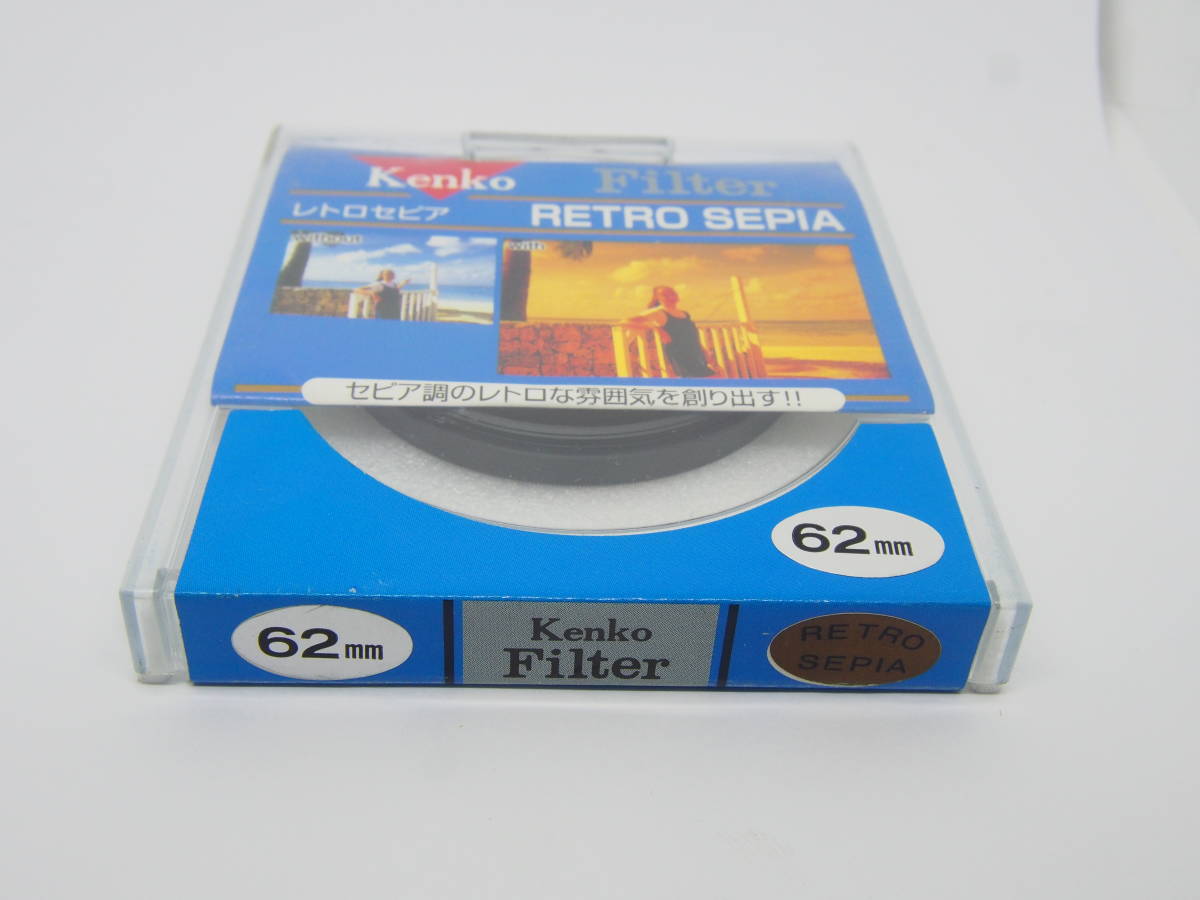 Kenko Filter
レトロセピア RETRO SEPIA
Without
With
セピア調のレトロな雰囲気を創り出す!!
62mm
62mm
Kenko
Filter
RETRO
SEPIA